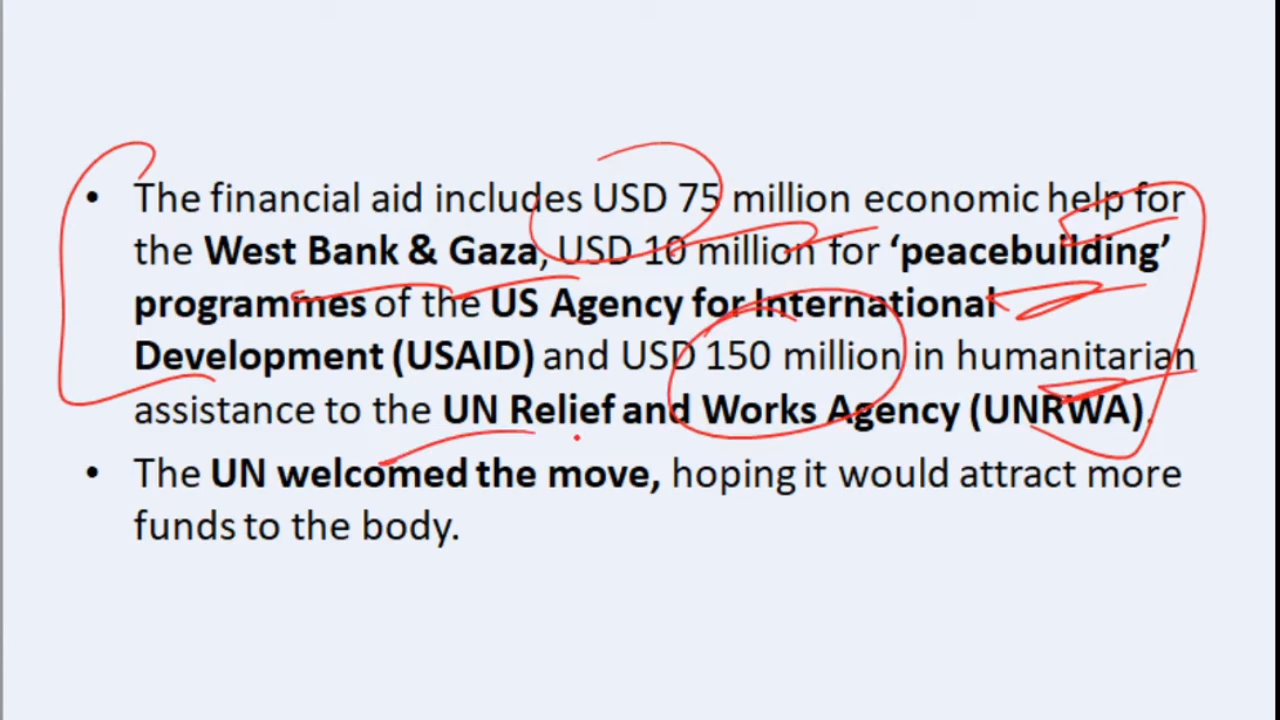 • The financial aid includes USD 75 million economic help for
the West Bank & Gaza, USD 10 million for ‘peacebuilding’
programmes of the US Agency for International
Development (USAID) and USD 150 million in humanitarian
assistance to the UN Relief and Works Agency (UNRWA).
• The UN welcomed the move, hoping it would attract more
funds to the body.